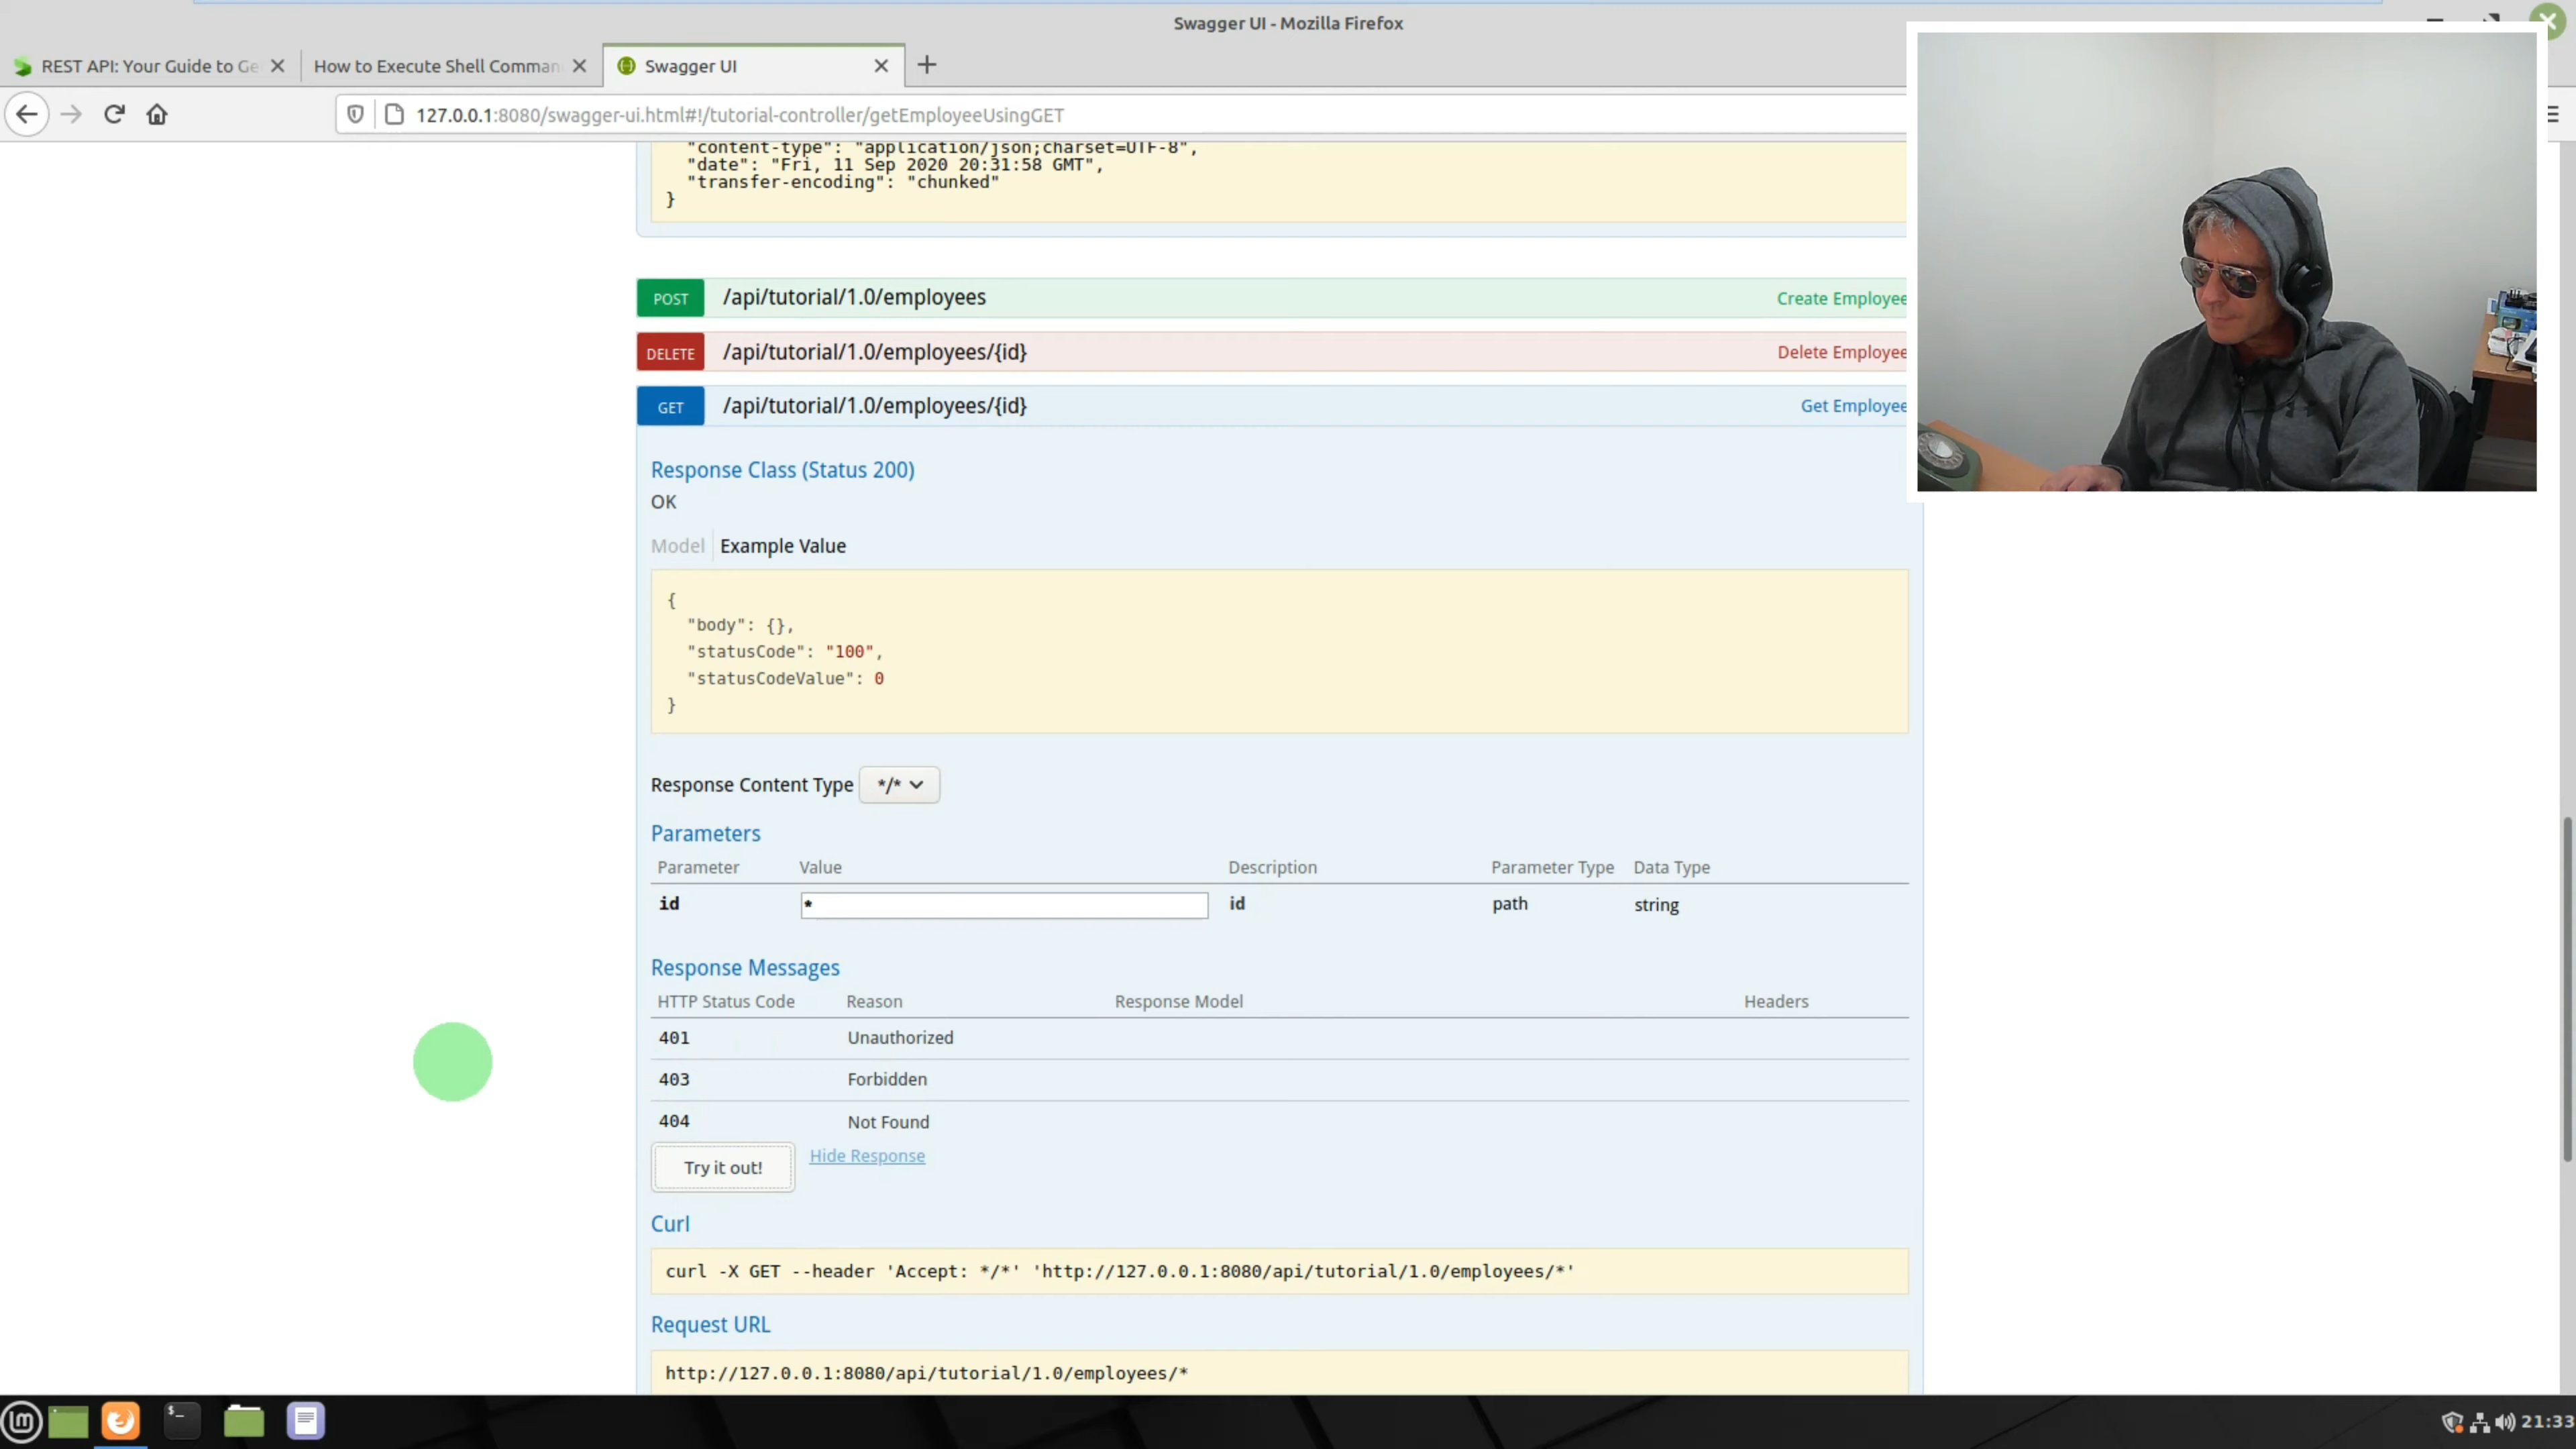 Swagger UI - Mozilla Firefox
REST API: Your Guide to Ge
How to Execute Shell Comman
Swagger UI
127.0.0.1:8080/swagger-ui.html#!/tutorial-controller/getEmployeeUsingGET
"content-type": "application/json;charset=UTF-8",
"date": "Fri, 11 Sep 2020 20:31:58 GMT",
"transfer-encoding": "chunked"
}
POST /api/tutorial/1.0/employees Create Employee
DELETE /api/tutorial/1.0/employees/{id} Delete Employee
GET /api/tutorial/1.0/employees/{id} Get Employee
Response Class (Status 200)
OK
Model Example Value
{
"body": {},
"statusCode": "100",
"statusCodeValue": 0
}
Response Content Type */*
Parameters
Parameter Value Description Parameter Type Data Type
id * id path string
Response Messages
HTTP Status Code Reason Response Model Headers
401 Unauthorized
403 Forbidden
404 Not Found
Try it out! Hide Response
Curl
curl -X GET --header 'Accept: */*' 'http://127.0.0.1:8080/api/tutorial/1.0/employees/*'
Request URL
http://127.0.0.1:8080/api/tutorial/1.0/employees/*
$_
21:33